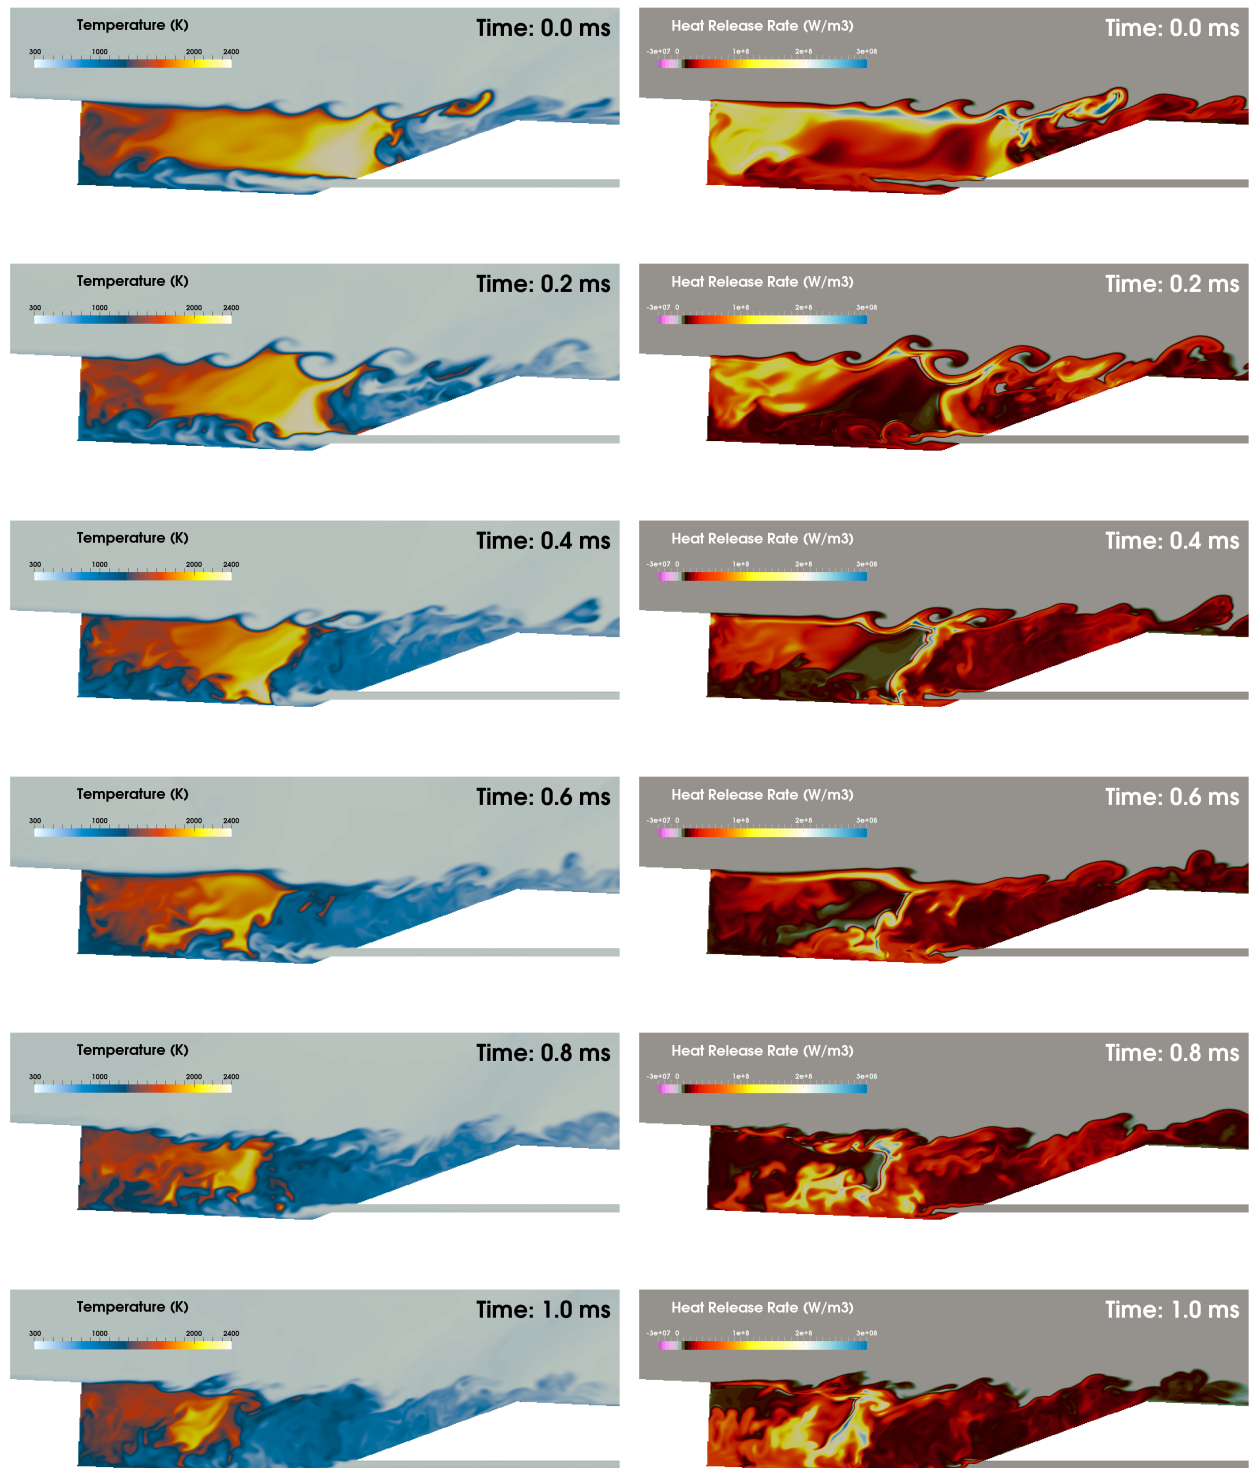 Temperature (K)
Time: 0.0 ms
300 1000 2000 2400
Heat Release Rate (W/m3)
Time: 0.0 ms
-3e+07 0 1e+8 2e+8 3e+08
Temperature (K)
Time: 0.2 ms
300 1000 2000 2400
Heat Release Rate (W/m3)
Time: 0.2 ms
-3e+07 0 1e+8 2e+8 3e+08
Temperature (K)
Time: 0.4 ms
300 1000 2000 2400
Heat Release Rate (W/m3)
Time: 0.4 ms
-3e+07 0 1e+8 2e+8 3e+08
Temperature (K)
Time: 0.6 ms
300 1000 2000 2400
Heat Release Rate (W/m3)
Time: 0.6 ms
-3e+07 0 1e+8 2e+8 3e+08
Temperature (K)
Time: 0.8 ms
300 1000 2000 2400
Heat Release Rate (W/m3)
Time: 0.8 ms
-3e+07 0 1e+8 2e+8 3e+08
Temperature (K)
Time: 1.0 ms
300 1000 2000 2400
Heat Release Rate (W/m3)
Time: 1.0 ms
-3e+07 0 1e+8 2e+8 3e+08